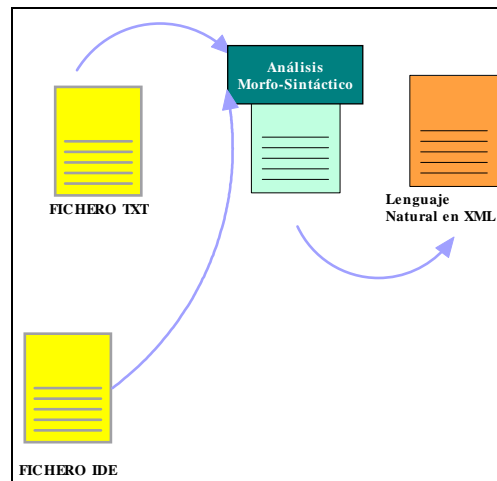 Análisis
Morfo-Sintáctico
FICHERO TXT
Lenguaje
Natural en XML
FICHERO IDE